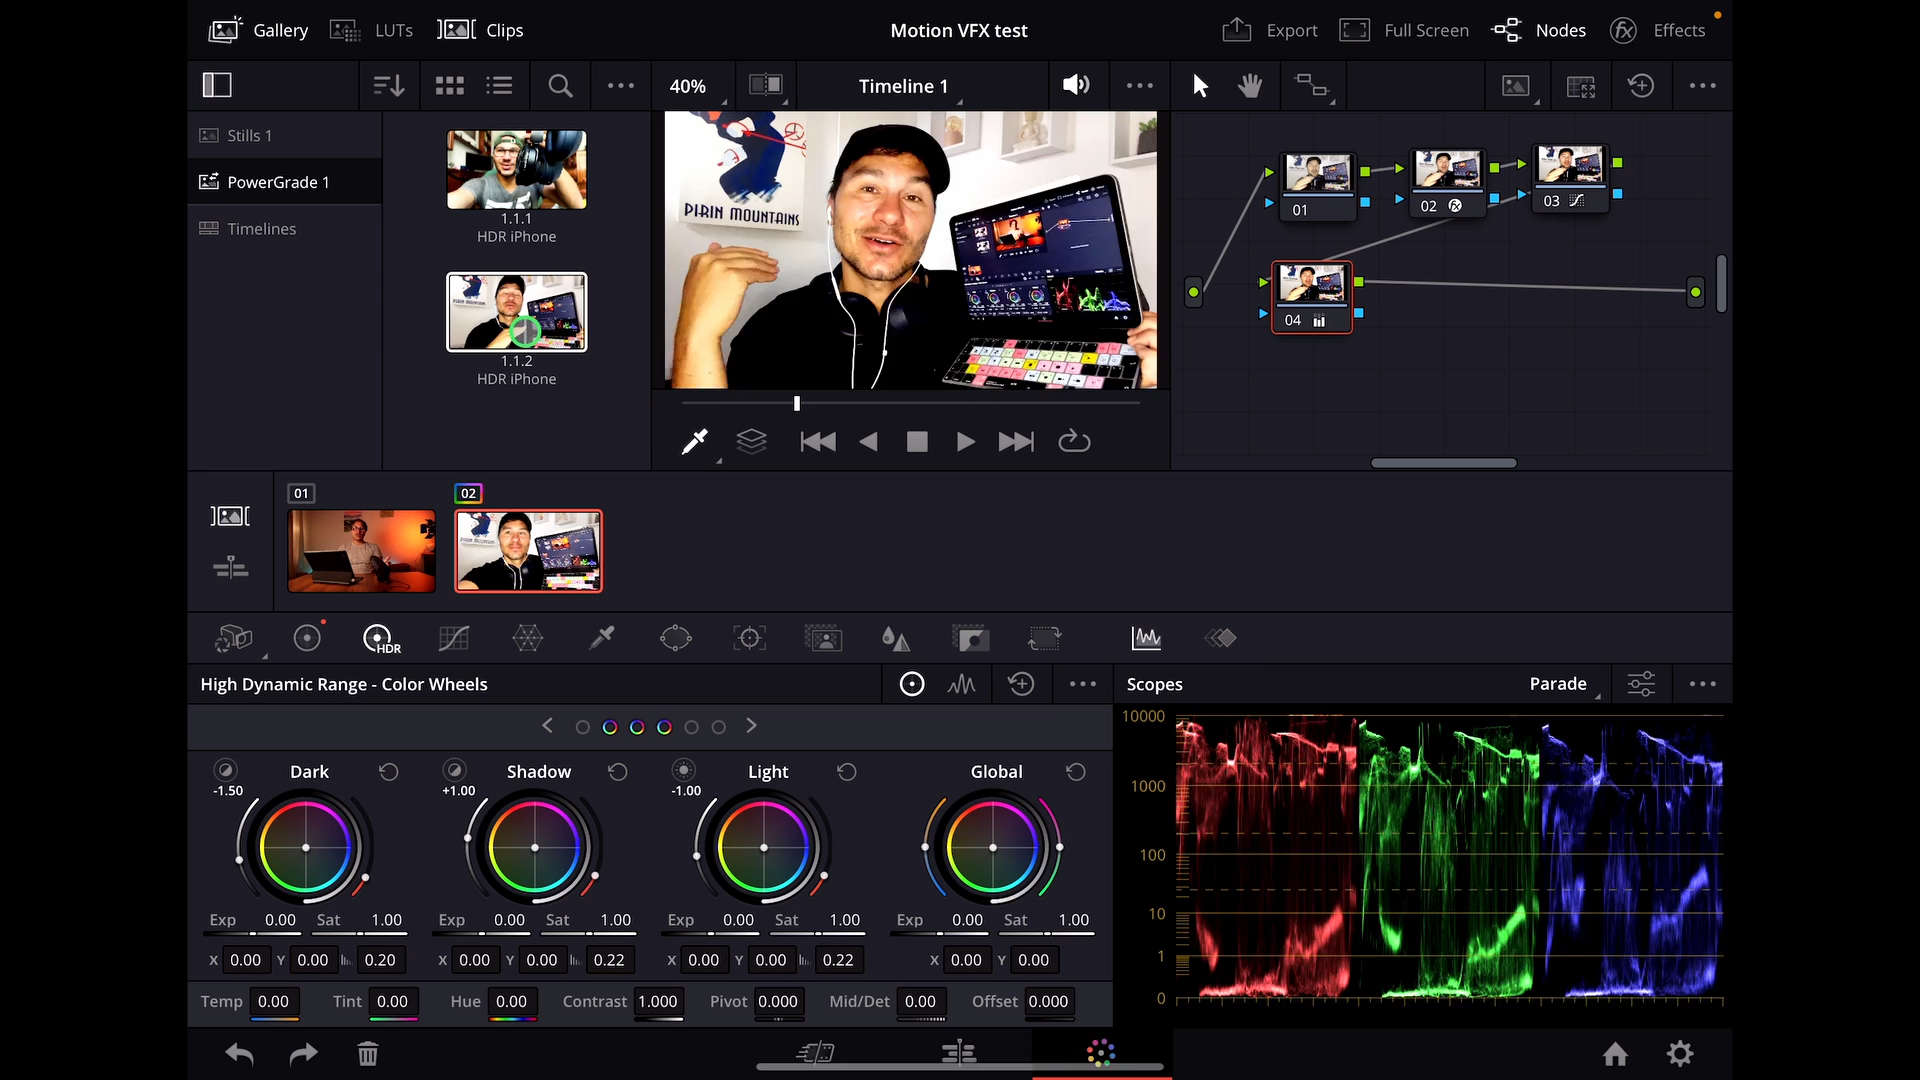 Gallery LUTs Clips Motion VFX test Export Full Screen Nodes Effects
40% Timeline 1
Stills 1
PowerGrade 1
Timelines
1.1.1
HDR iPhone
1.1.2
HDR iPhone
PIRIN MOUNTAINS
01 02 03
04
01 02
HDR
High Dynamic Range - Color Wheels
Scopes Parade
Dark Shadow Light Global
-1.50 +1.00 -1.00
Exp 0.00 Sat 1.00 Exp 0.00 Sat 1.00 Exp 0.00 Sat 1.00 Exp 0.00 Sat 1.00
X 0.00 Y 0.00 0.20 X 0.00 Y 0.00 0.22 X 0.00 Y 0.00 0.22 X 0.00 Y 0.00
Temp 0.00 Tint 0.00 Hue 0.00 Contrast 1.000 Pivot 0.000 Mid/Det 0.00 Offset 0.000
10000
1000
100
10
1
0